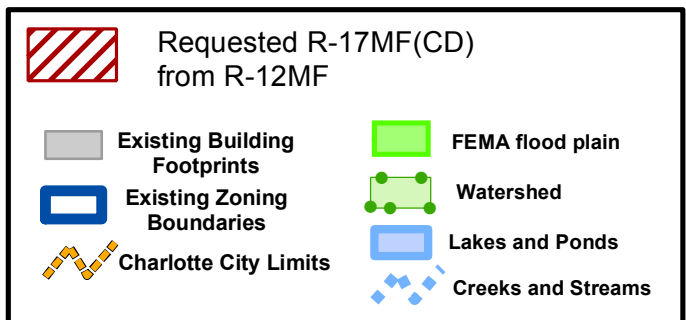 Requested R-17MF(CD)
from R-12MF
Existing Building
Footprints
Existing Zoning
Boundaries
Charlotte City Limits
FEMA flood plain
Watershed
Lakes and Ponds
Creeks and Streams